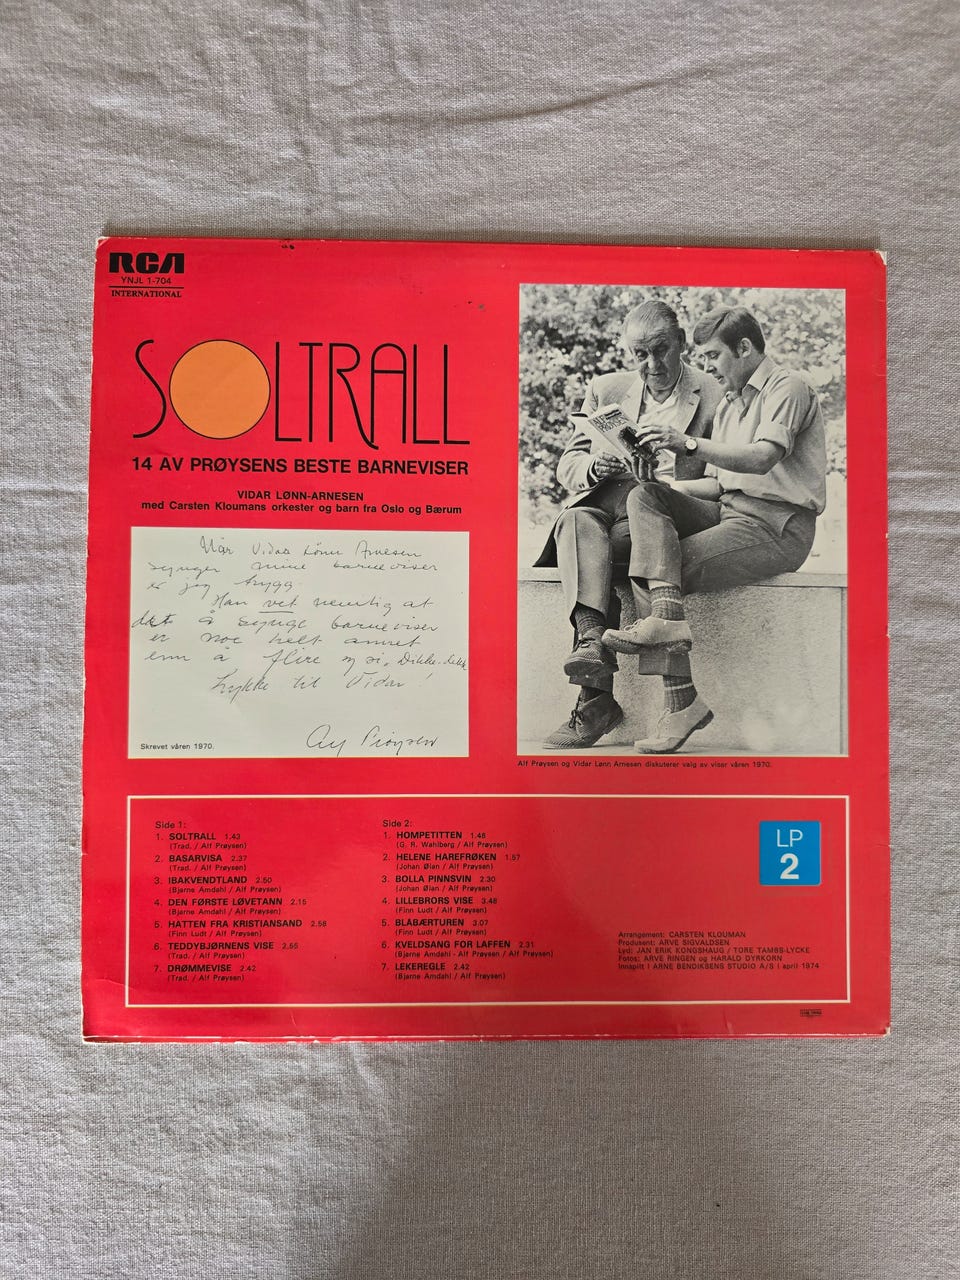 RCA
YNJL 1-704
INTERNATIONAL
SOLTRALL
14 AV PRØYSENS BESTE BARNEVISER
VIDAR LØNN-ARNESEN
med Carsten Kloumans orkester og barn fra Oslo og Bærum
Når Vidar Lönn Arnesen
synger mine barneviser
er jeg trygg.
Han vet nemlig at
det å synge barneviser
er noe helt annet
enn å flire og si, Dikke-dikk
Lykke til Vidar!
Alf Prøysen
Skrevet våren 1970.
ALF
PRØYSEN
Alf Prøysen og Vidar Lønn Arnesen diskuterer valg av viser våren 1970.
Side 1:
1. SOLTRALL 1.43
(Trad. / Alf Prøysen)
2. BASARVISA 2.37
(Trad. / Alf Prøysen)
3. IBAKVENDTLAND 2.50
(Bjarne Amdahl / Alf Prøysen)
4. DEN FØRSTE LØVETANN 2.15
(Bjarne Amdahl / Alf Prøysen)
5. HATTEN FRA KRISTIANSAND 2.58
(Finn Ludt / Alf Prøysen)
6. TEDDYBJØRNENS VISE 2.55
(Trad. / Alf Prøysen)
7. DRØMMEVISE 2.42
(Trad. / Alf Prøysen)
Side 2:
1. HOMPETITTEN 1.48
(G. R. Wahlberg / Alf Prøysen)
2. HELENE HAREFRØKEN 1.57
(Johan Øian / Alf Prøysen)
3. BOLLA PINNSVIN 2.30
(Johan Øian / Alf Prøysen)
4. LILLEBRORS VISE 3.48
(Finn Ludt / Alf Prøysen)
5. BLÅBÆRTUREN 3.07
(Finn Ludt / Alf Prøysen)
6. KVELDSANG FOR LAFFEN 2.31
(Bjarne Amdahl - Alf Prøysen / Alf Prøysen)
7. LEKEREGLE 2.42
(Bjarne Amdahl / Alf Prøysen)
LP
2
Arrangement: CARSTEN KLOUMAN
Produsent: ARVE SIGVALDSEN
Lyd: JAN ERIK KONGSHAUG / TORE TAMBS-LYCKE
Fotos: ARVE RINGEN og HARALD DYRKORN
Innspilt i ARNE BENDIKSENS STUDIO A/S i april 1974